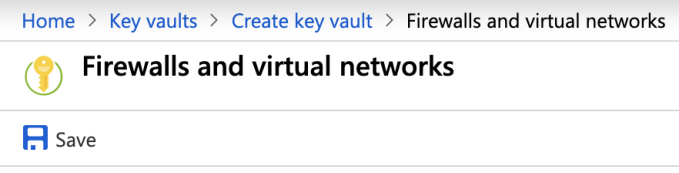 Home > Key vaults > Create key vault > Firewalls and virtual networks
Firewalls and virtual networks
Save